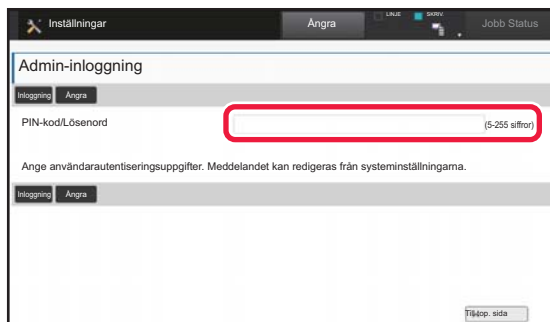 Inställningar
Ångra
LINJE
SKRIV.
Jobb Status
Admin-inloggning
Inloggning Ångra
PIN-kod/Lösenord
(5-255 siffror)
Ange användarautentiseringsuppgifter. Meddelandet kan redigeras från systeminställningarna.
Inloggning Ångra
Till top. sida